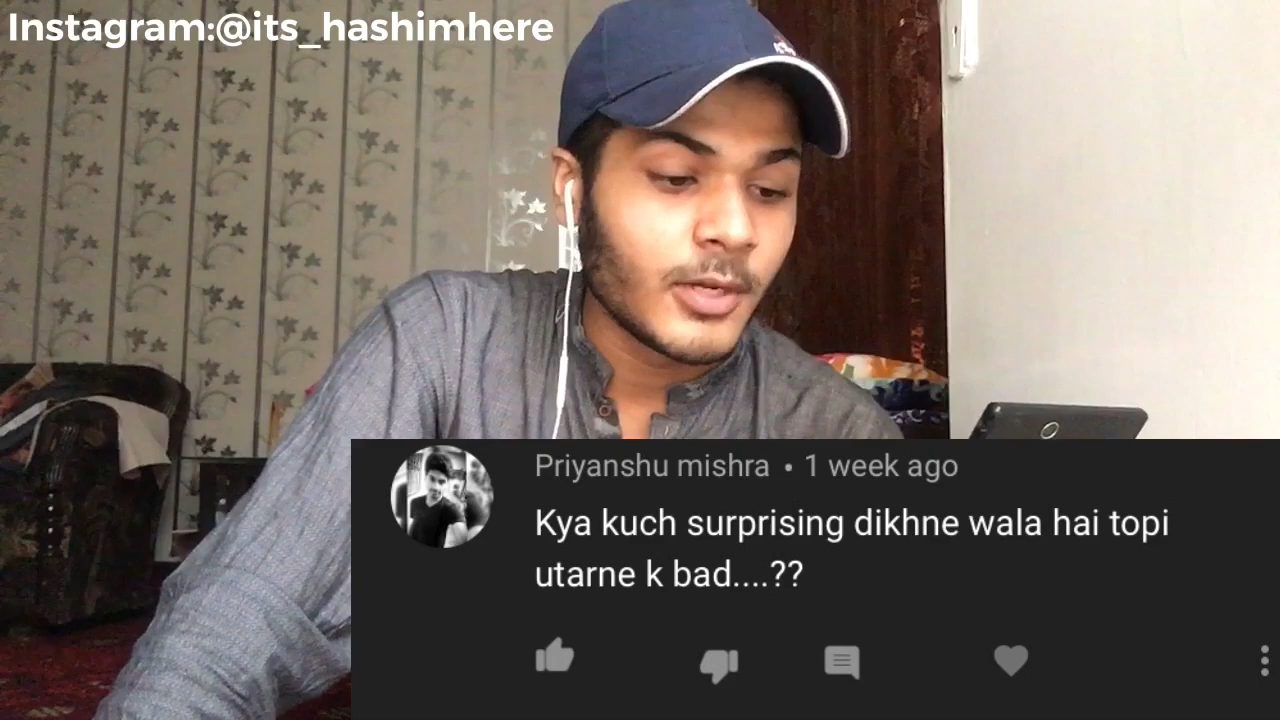 Instagram:@its_hashimhere
Priyanshu mishra • 1 week ago
Kya kuch surprising dikhne wala hai topi
utarne k bad....??